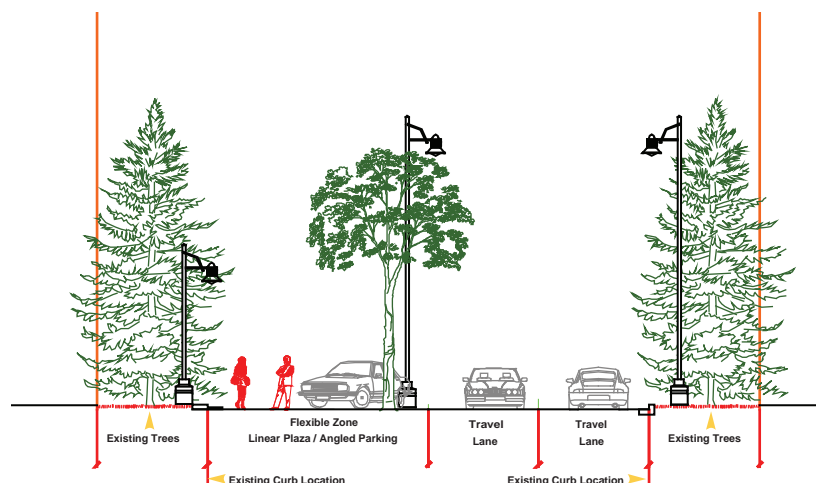 Flexible Zone
Linear Plaza / Angled Parking
Travel
Lane
Travel
Lane
Existing Trees
Existing Trees
Existing Curb Location
Existing Curb Location